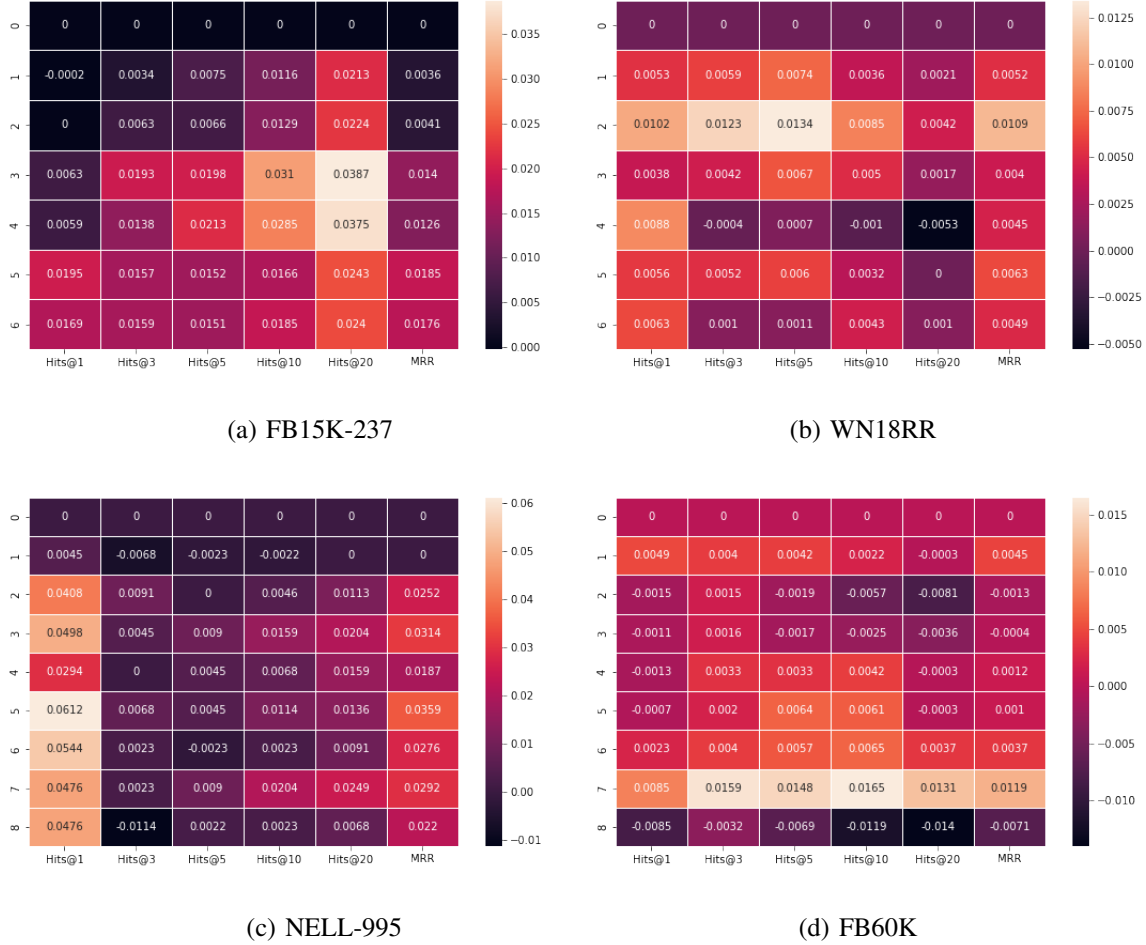 0 0 0 0 0 0 0
1 -0.0002 0.0034 0.0075 0.0116 0.0213 0.0036
2 0 0.0063 0.0066 0.0129 0.0224 0.0041
3 0.0063 0.0193 0.0198 0.031 0.0387 0.014
4 0.0059 0.0138 0.0213 0.0285 0.0375 0.0126
5 0.0195 0.0157 0.0152 0.0166 0.0243 0.0185
6 0.0169 0.0159 0.0151 0.0185 0.024 0.0176
Hits@1 Hits@3 Hits@5 Hits@10 Hits@20 MRR
0.035
0.030
0.025
0.020
0.015
0.010
0.005
0.000
(a) FB15K-237
0 0 0 0 0 0 0
1 0.0053 0.0059 0.0074 0.0036 0.0021 0.0052
2 0.0102 0.0123 0.0134 0.0085 0.0042 0.0109
3 0.0038 0.0042 0.0067 0.005 0.0017 0.004
4 0.0088 -0.0004 0.0007 -0.001 -0.0053 0.0045
5 0.0056 0.0052 0.006 0.0032 0 0.0063
6 0.0063 0.001 0.0011 0.0043 0.001 0.0049
Hits@1 Hits@3 Hits@5 Hits@10 Hits@20 MRR
0.0125
0.0100
0.0075
0.0050
0.0025
0.0000
−0.0025
−0.0050
(b) WN18RR
0 0 0 0 0 0 0
1 0.0045 -0.0068 -0.0023 -0.0022 0 0
2 0.0408 0.0091 0 0.0046 0.0113 0.0252
3 0.0498 0.0045 0.009 0.0159 0.0204 0.0314
4 0.0294 0 0.0045 0.0068 0.0159 0.0187
5 0.0612 0.0068 0.0045 0.0114 0.0136 0.0359
6 0.0544 0.0023 -0.0023 0.0023 0.0091 0.0276
7 0.0476 0.0023 0.009 0.0204 0.0249 0.0292
8 0.0476 -0.0114 0.0022 0.0023 0.0068 0.022
Hits@1 Hits@3 Hits@5 Hits@10 Hits@20 MRR
0.06
0.05
0.04
0.03
0.02
0.01
0.00
−0.01
(c) NELL-995
0 0 0 0 0 0 0
1 0.0049 0.004 0.0042 0.0022 -0.0003 0.0045
2 -0.0015 0.0015 -0.0019 -0.0057 -0.0081 -0.0013
3 -0.0011 0.0016 -0.0017 -0.0025 -0.0036 -0.0004
4 -0.0013 0.0033 0.0033 0.0042 -0.0003 0.0012
5 -0.0007 0.002 0.0064 0.0061 -0.0003 0.001
6 0.0023 0.004 0.0057 0.0065 0.0037 0.0037
7 0.0085 0.0159 0.0148 0.0165 0.0131 0.0119
8 -0.0085 -0.0032 -0.0069 -0.0119 -0.014 -0.0071
Hits@1 Hits@3 Hits@5 Hits@10 Hits@20 MRR
0.015
0.010
0.005
0.000
−0.005
−0.010
(d) FB60K